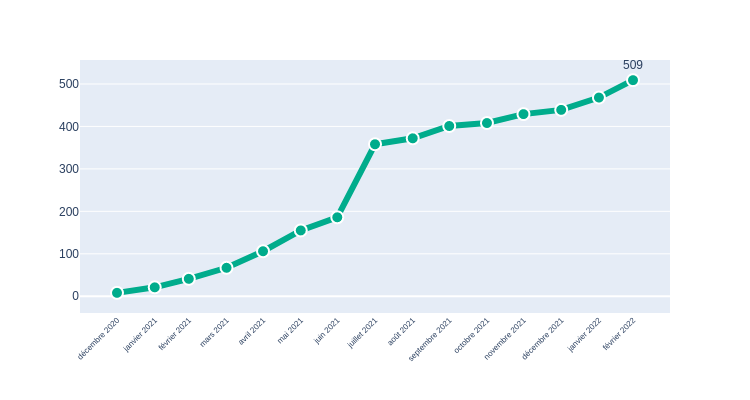 509
500
400
300
200
100
0
décembre 2020
janvier 2021
février 2021
mars 2021
avril 2021
mai 2021
juin 2021
juillet 2021
août 2021
septembre 2021
octobre 2021
novembre 2021
décembre 2021
janvier 2022
février 2022